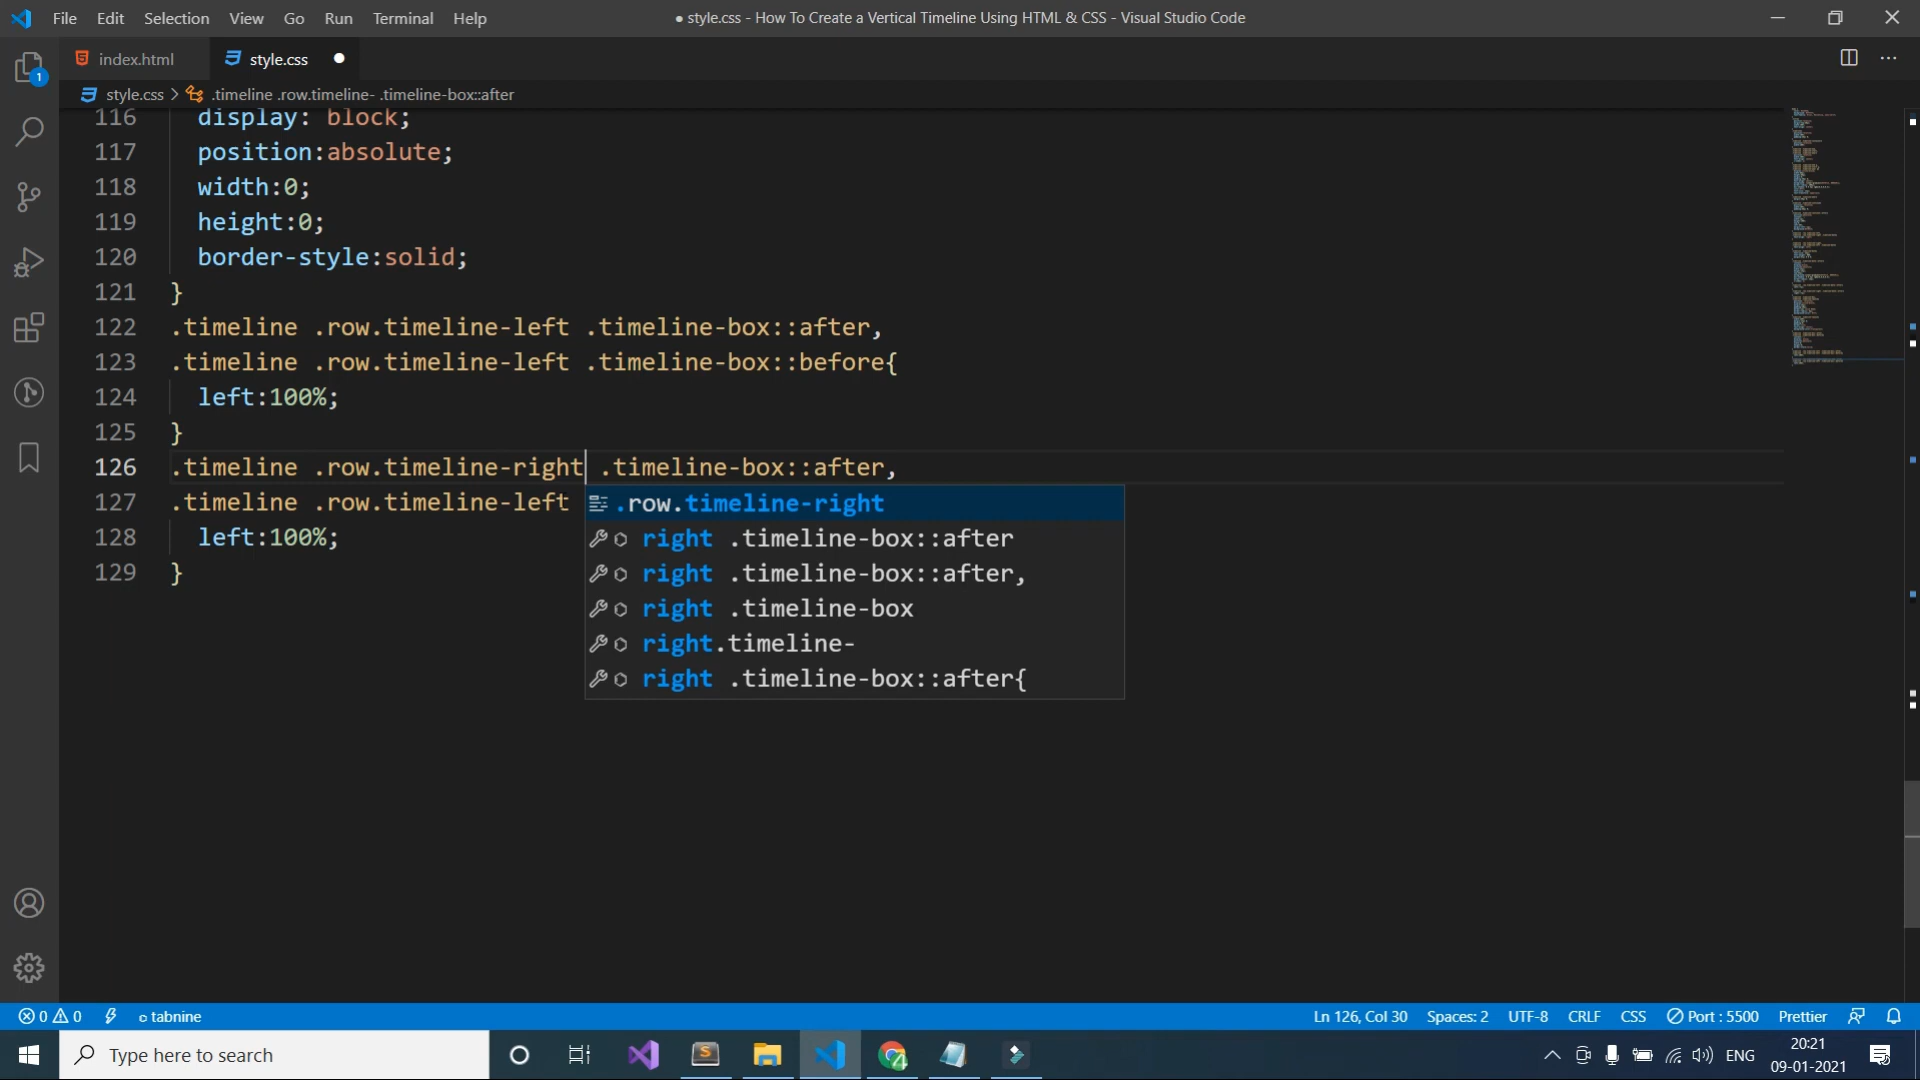 File Edit Selection View Go Run Terminal Help
● style.css - How To Create a Vertical Timeline Using HTML & CSS - Visual Studio Code
index.html
style.css ●
style.css > .timeline .row.timeline- .timeline-box::after
1
116 display: block;
117 position:absolute;
118 width:0;
119 height:0;
120 border-style:solid;
121 }
122 .timeline .row.timeline-left .timeline-box::after,
123 .timeline .row.timeline-left .timeline-box::before{
124 left:100%;
125 }
126 .timeline .row.timeline-right .timeline-box::after,
127 .timeline .row.timeline-left
128 left:100%;
129 }
.row.timeline-right
right .timeline-box::after
right .timeline-box::after,
right .timeline-box
right.timeline-
right .timeline-box::after{
0 0 tabnine
Ln 126, Col 30 Spaces: 2 UTF-8 CRLF CSS Port : 5500 Prettier
Type here to search
ENG
20:21
09-01-2021